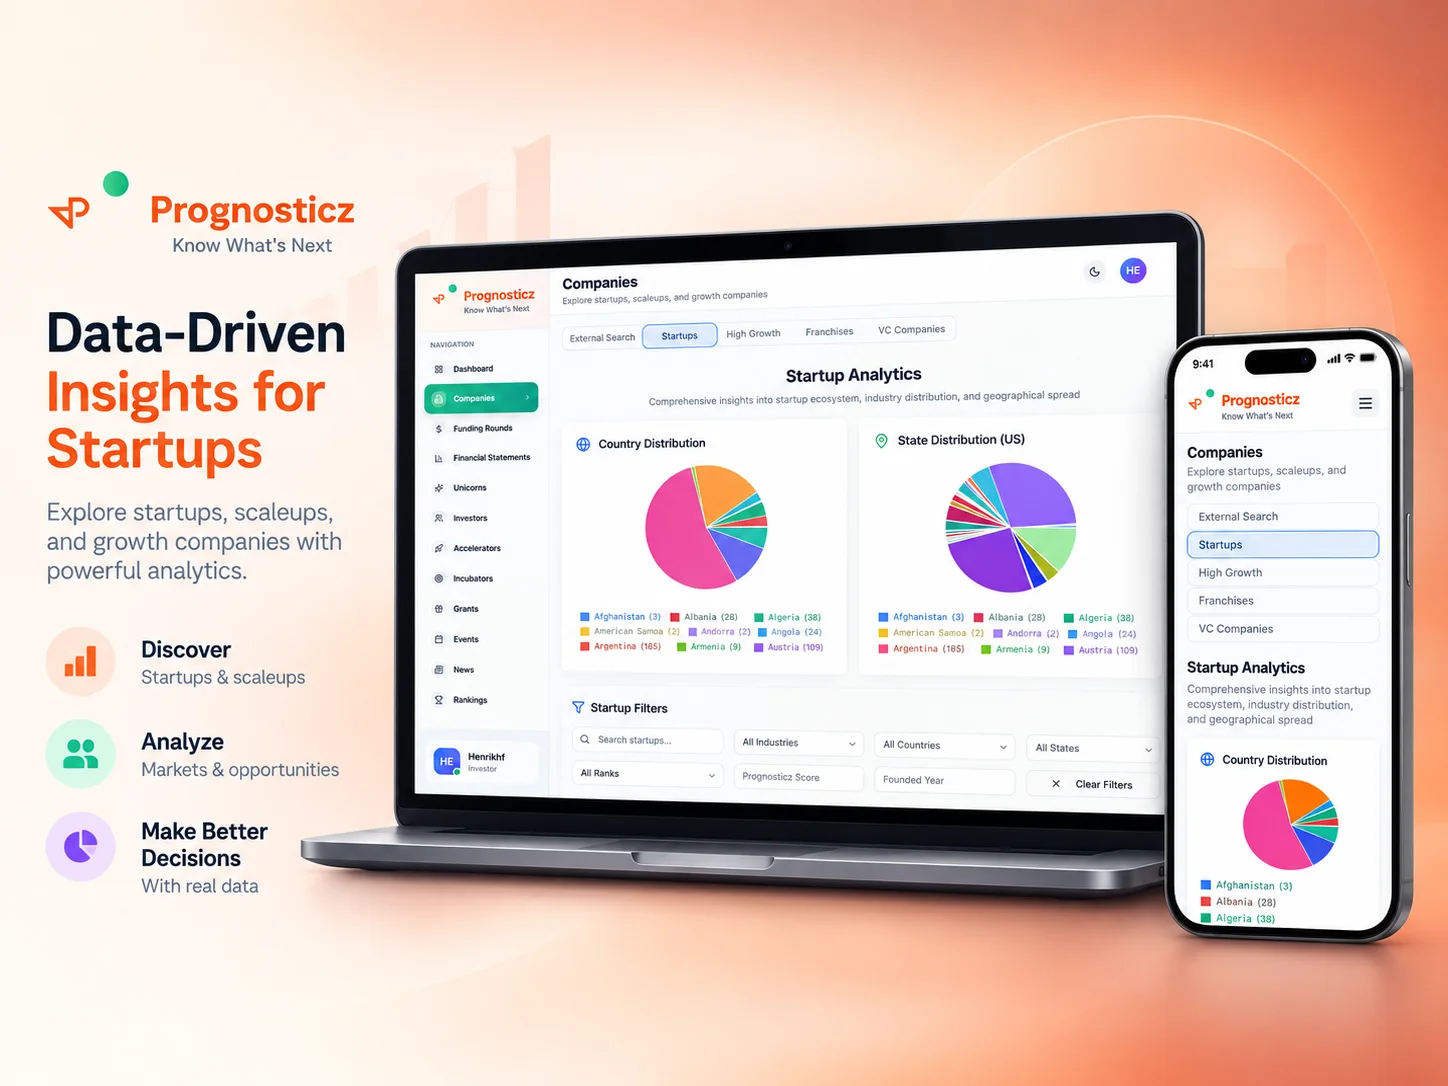 Prognosticz
Know What's Next
Data-Driven
Insights for
Startups
Explore startups, scaleups,
and growth companies with
powerful analytics.
Discover
Startups & scaleups
Analyze
Markets & opportunities
Make Better
Decisions
With real data
Prognosticz
Know What's Next
NAVIGATION
Dashboard
Companies
Funding Rounds
Financial Statements
Unicorns
Investors
Accelerators
Incubators
Grants
Events
News
Rankings
HE
Henrikhf
investor
Companies
Explore startups, scaleups, and growth companies
HE
External Search
Startups
High Growth
Franchises
VC Companies
Startup Analytics
Comprehensive insights into startup ecosystem, industry distribution, and geographical spread
Country Distribution
Afghanistan (3) Albania (28) Algeria (38)
American Samoa (2) Andorra (2) Angola (24)
Argentina (165) Armenia (9) Austria (109)
State Distribution (US)
Afghanistan (3) Albania (28) Algeria (38)
American Samoa (2) Andorra (2) Angola (24)
Argentina (165) Armenia (9) Austria (109)
Startup Filters
Search startups...
All Industries
All Countries
All States
All Ranks
Prognosticz Score
Founded Year
Clear Filters
9:41
Prognosticz
Know What's Next
Companies
Explore startups, scaleups, and
growth companies
External Search
Startups
High Growth
Franchises
VC Companies
Startup Analytics
Comprehensive insights into startup
ecosystem, industry distribution,
and geographical spread
Country Distribution
Afghanistan (3)
Albania (28)
Algeria (38)